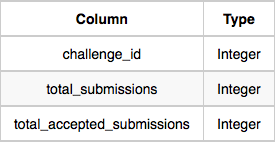 Column Type
challenge_id Integer
total_submissions Integer
total_accepted_submissions Integer